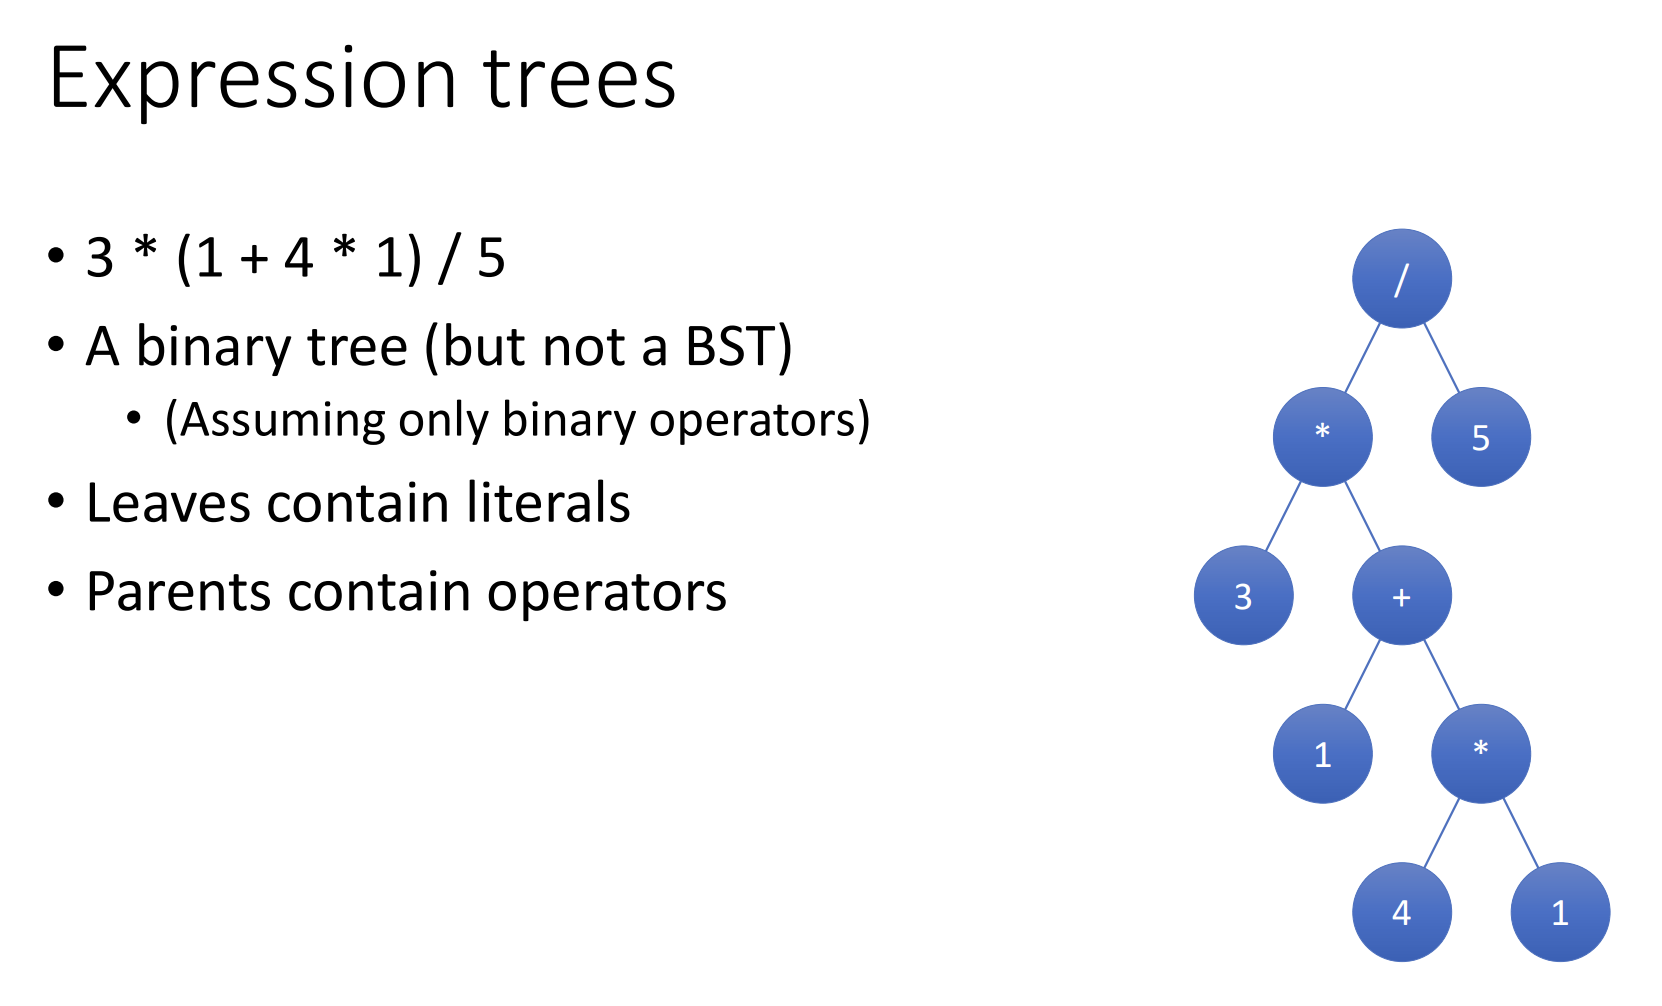 Expression trees
• 3 * (1 + 4 * 1) / 5
• A binary tree (but not a BST)
• (Assuming only binary operators)
• Leaves contain literals
• Parents contain operators
/
* 5
3 +
1 *
4 1